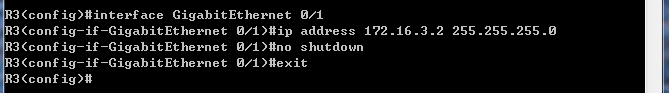 R3(config)#interface GigabitEthernet 0/1
R3(config-if-GigabitEthernet 0/1)#ip address 172.16.3.2 255.255.255.0
R3(config-if-GigabitEthernet 0/1)#no shutdown
R3(config-if-GigabitEthernet 0/1)#exit
R3(config)#